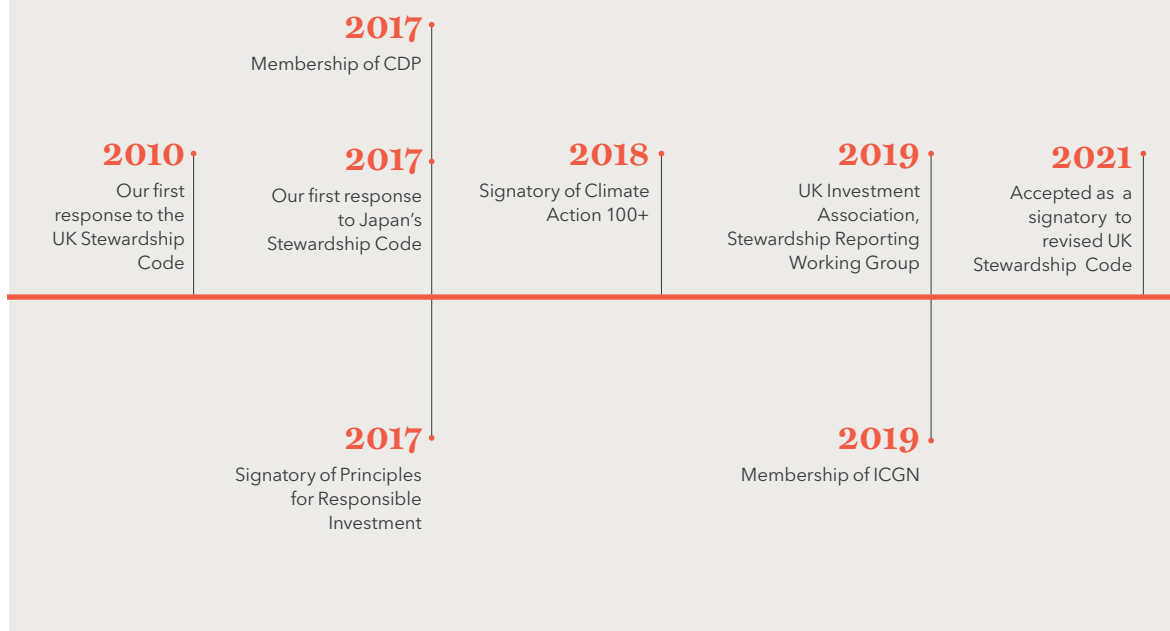 2017
Membership of CDP
2010
Our first
response to the
UK Stewardship
Code
2017
Our first response
to Japan's
Stewardship Code
2018
Signatory of Climate
Action 100+
2019
UK Investment
Association,
Stewardship Reporting
Working Group
2021
Accepted as a
signatory to
revised UK
Stewardship Code
2017
Signatory of Principles
for Responsible
Investment
2019
Membership of ICGN